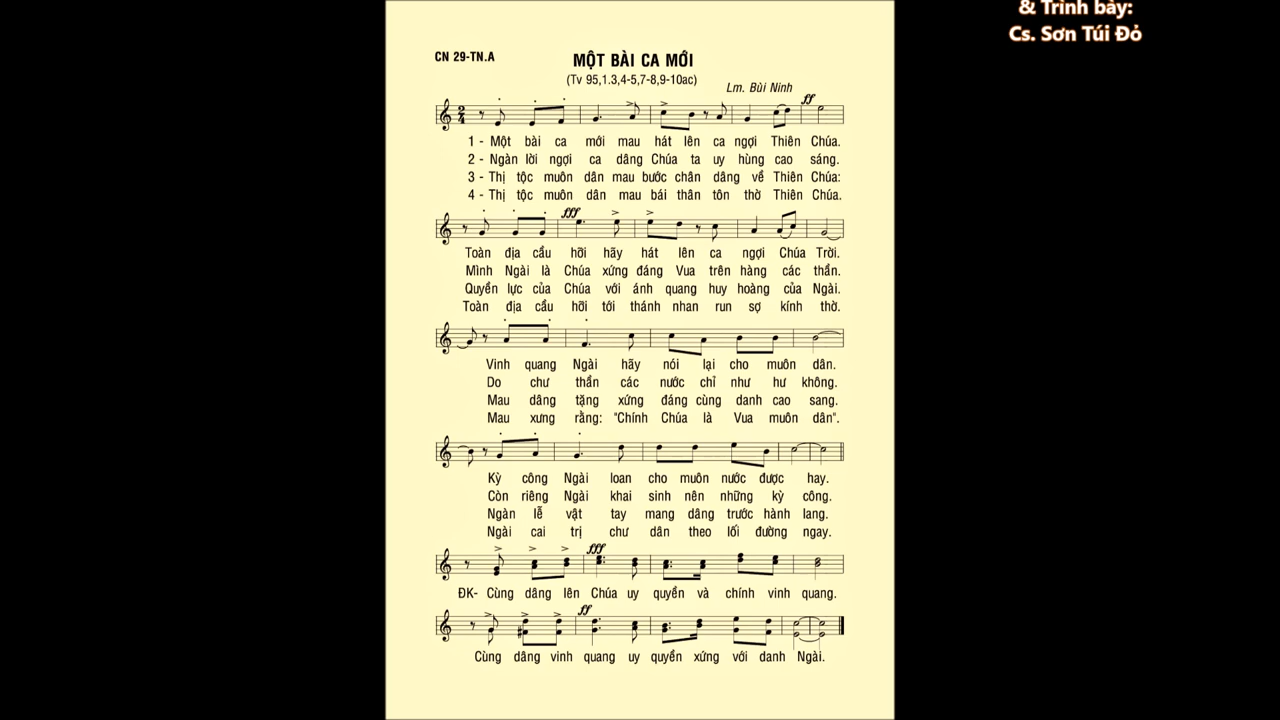 & Trình bày:
Cs. Sơn Túi Đỏ
CN 29-TN.A
MỘT BÀI CA MỚI
(Tv 95,1.3,4-5,7-8,9-10ac)
Lm. Bùi Ninh
ff
1 - Một bài ca mới mau hát lên ca ngợi Thiên Chúa.
2 - Ngàn lời ngợi ca dâng Chúa ta uy hùng cao sáng.
3 - Thị tộc muôn dân mau bước chân dâng về Thiên Chúa:
4 - Thị tộc muôn dân mau bái thân tôn thờ Thiên Chúa.
fff
Toàn địa cầu hỡi hãy hát lên ca ngợi Chúa Trời.
Mình Ngài là Chúa xứng đáng Vua trên hàng các thần.
Quyền lực của Chúa với ánh quang huy hoàng của Ngài.
Toàn địa cầu hỡi tới thánh nhan run sợ kính thờ.
Vinh quang Ngài hãy nói lại cho muôn dân.
Do chư thần các nước chỉ như hư không.
Mau dâng tặng xứng đáng cùng danh cao sang.
Mau xưng rằng: "Chính Chúa là Vua muôn dân".
Kỳ công Ngài loan cho muôn nước được hay.
Còn riêng Ngài khai sinh nên những kỳ công.
Ngàn lễ vật tay mang dâng trước hành lang.
Ngài cai trị chư dân theo lối đường ngay.
fff
ĐK- Cùng dâng lên Chúa uy quyền và chính vinh quang.
ff
Cùng dâng vinh quang uy quyền xứng với danh Ngài.